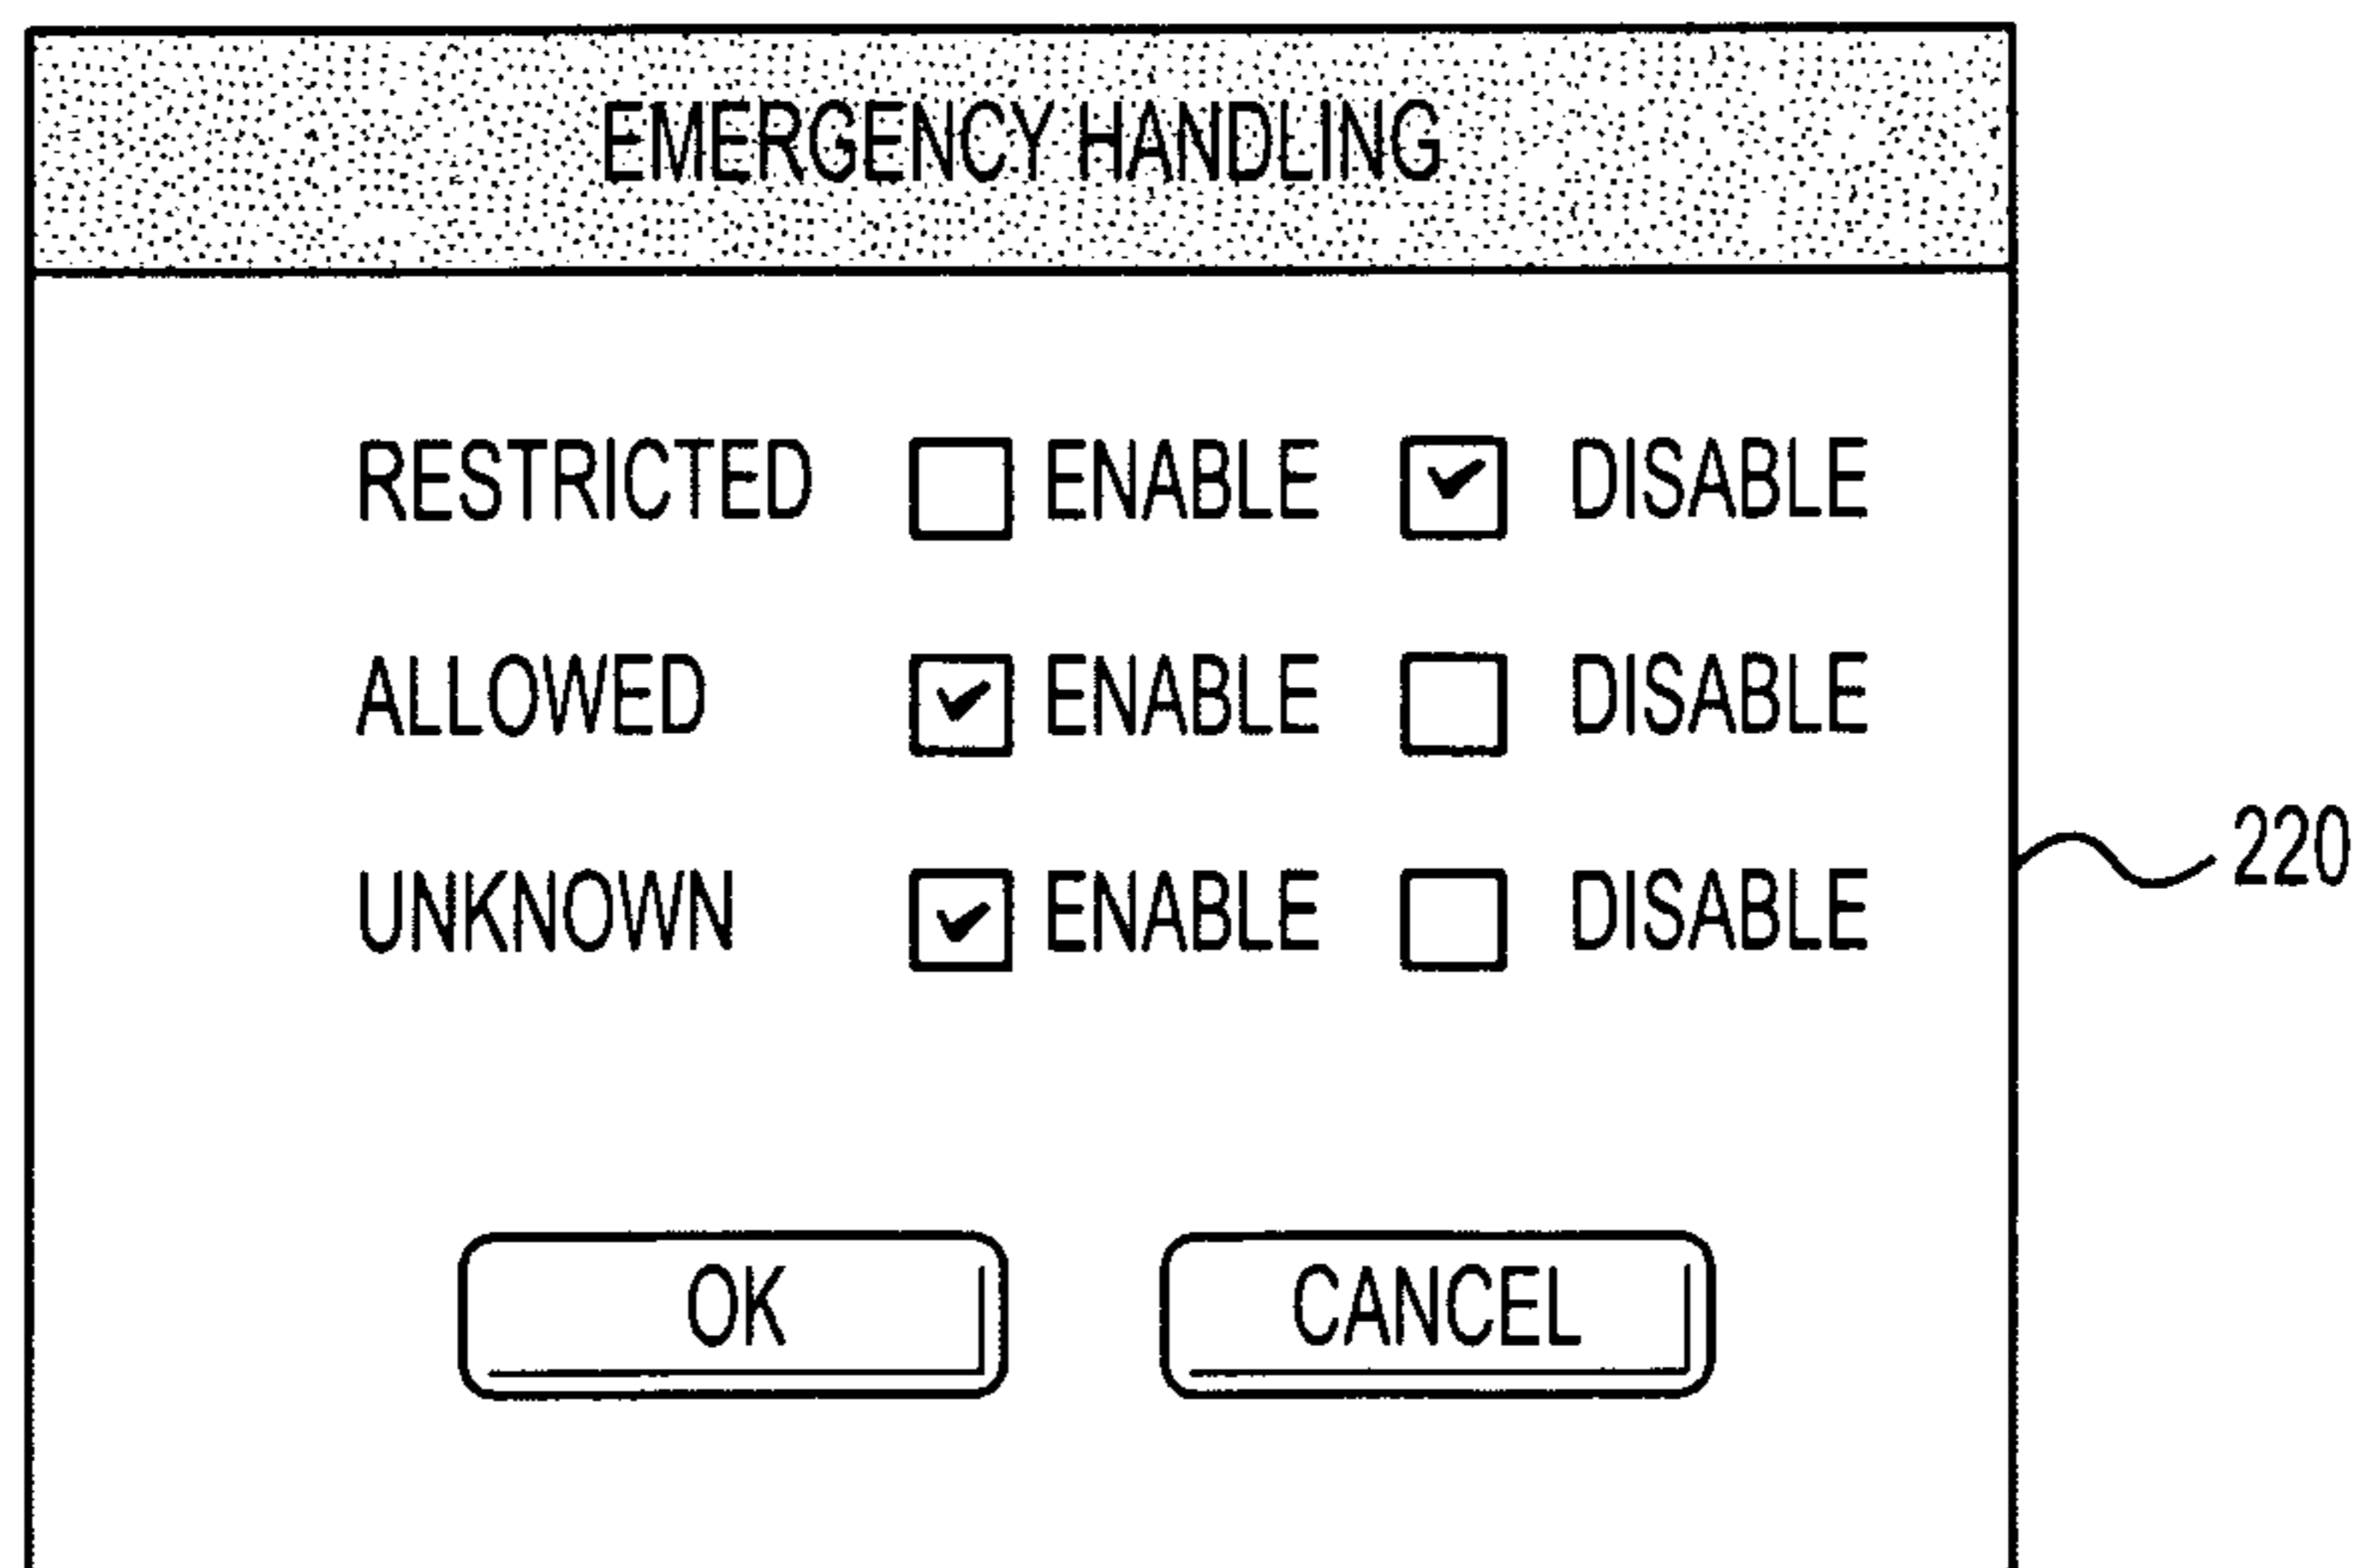 EMERGENCY HANDLING
RESTRICTED ENABLE DISABLE
ALLOWED ENABLE DISABLE
UNKNOWN ENABLE DISABLE
220
OK CANCEL